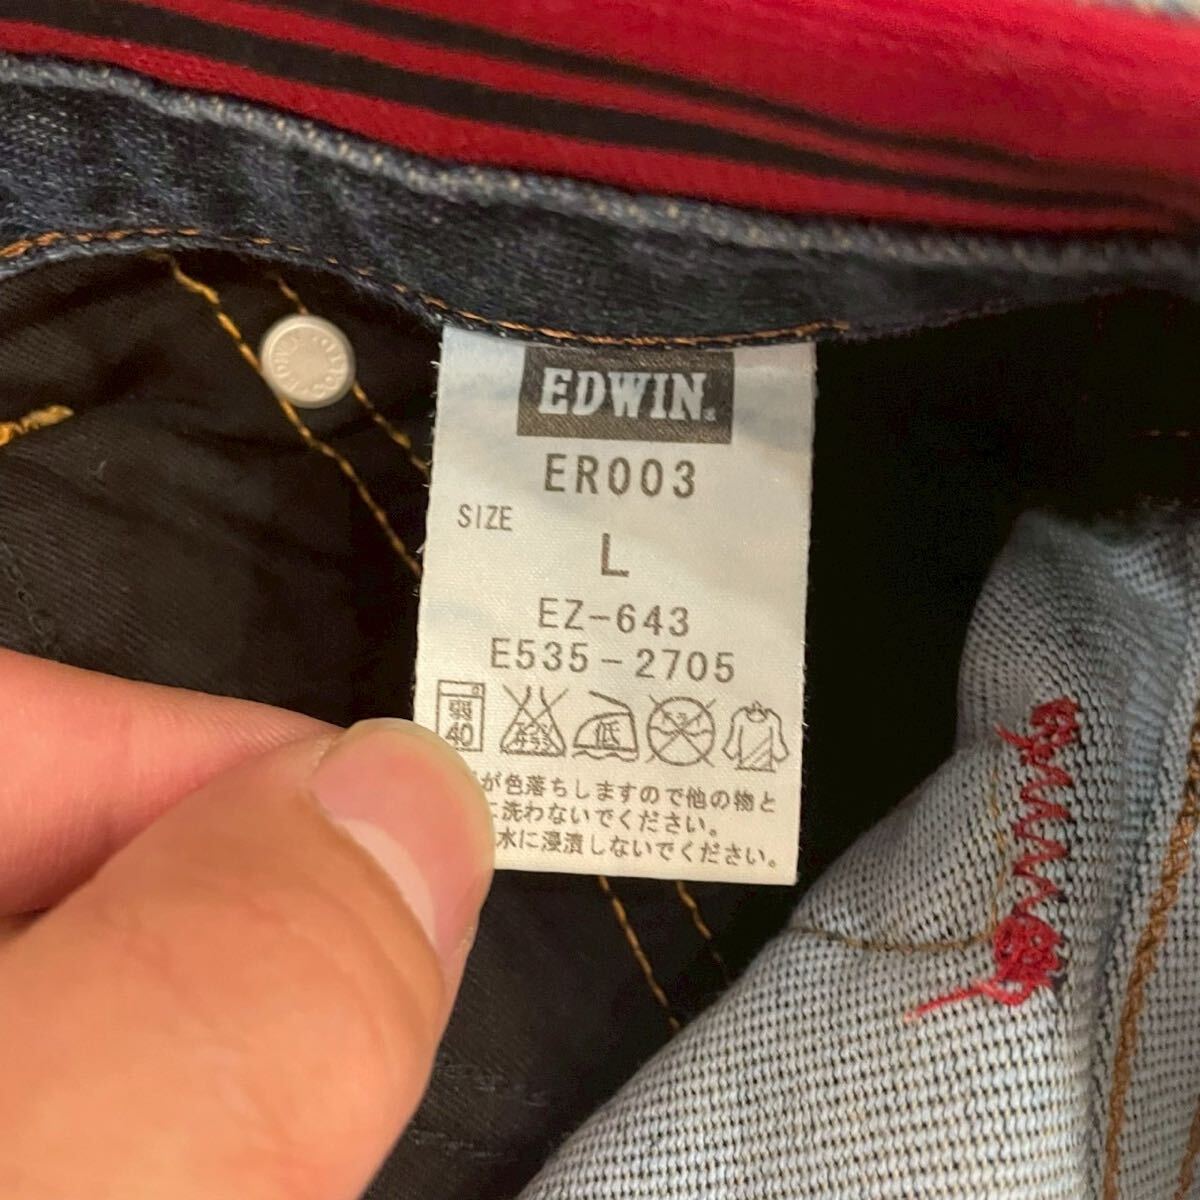 EDWIN
ER003
SIZE
L
EZ-643
E535-2705
弱
40
低
が色落ちしますので他の物と
に洗わないでください。
水に浸漬しないでください。